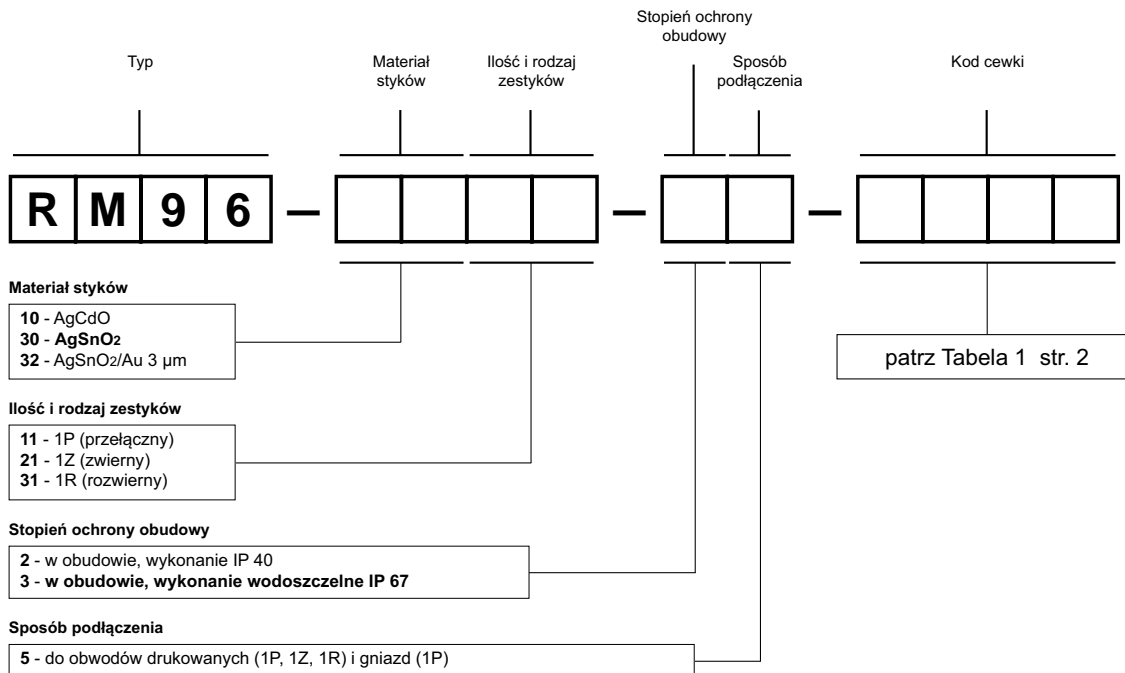 Stopień ochrony
obudowy
Typ
Materiał
styków
Ilość i rodzaj
zestyków
Sposób
podłączenia
Kod cewki
R M 9 6 – –  –
Materiał styków
10 - AgCdO
30 - AgSnO2
32 - AgSnO2/Au 3 µm
patrz Tabela 1 str. 2
Ilość i rodzaj zestyków
11 - 1P (przełączny)
21 - 1Z (zwierny)
31 - 1R (rozwierny)
Stopień ochrony obudowy
2 - w obudowie, wykonanie IP 40
3 - w obudowie, wykonanie wodoszczelne IP 67
Sposób podłączenia
5 - do obwodów drukowanych (1P, 1Z, 1R) i gniazd (1P)